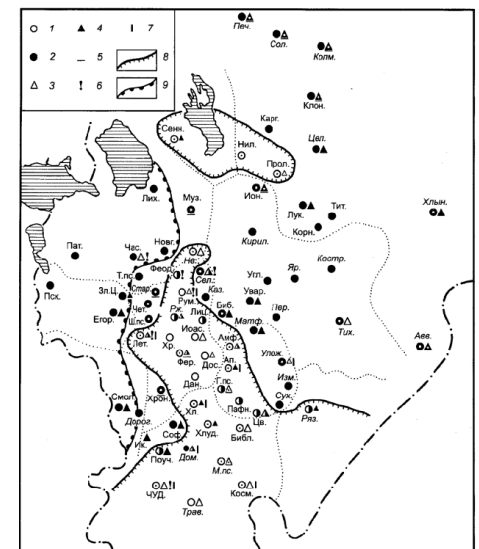 1 4 7
2 5 8
3 6 9
Печ.
Сол.
Холм.
Клон.
Карг.
Цвл.
Сенн.
Нил.
Прол.
Ион.
Лих.
Муз.
Лук.
Тит.
Хлын.
Корн.
Новг.
Кирил.
Пат.
Час.
Феод.
Не.
Сел.
Каз.
Яр.
Костр.
Т.пс.
Угл.
Пск.
Зл.Ц.
Стар.
Рум.
Увар.
Чет.
Рж.
Лиц.
Биб.
Пер.
Егор.
Ш.пс.
Иоас.
Матф.
Тих.
Авв.
Лет.
Хр.
Амф.
Улож.
Фер.
Дос.
Ап.
Дан.
Г.пс.
Изм.
Хрон.
Сук.
Смол.
Хл.
Пафн.
Дорог.
Цв.
Ряз.
Соф.
Хлуд.
Библ.
Ик.
Поуч.
Дом.
М.пс.
ЧУД.
Косм.
Трав.